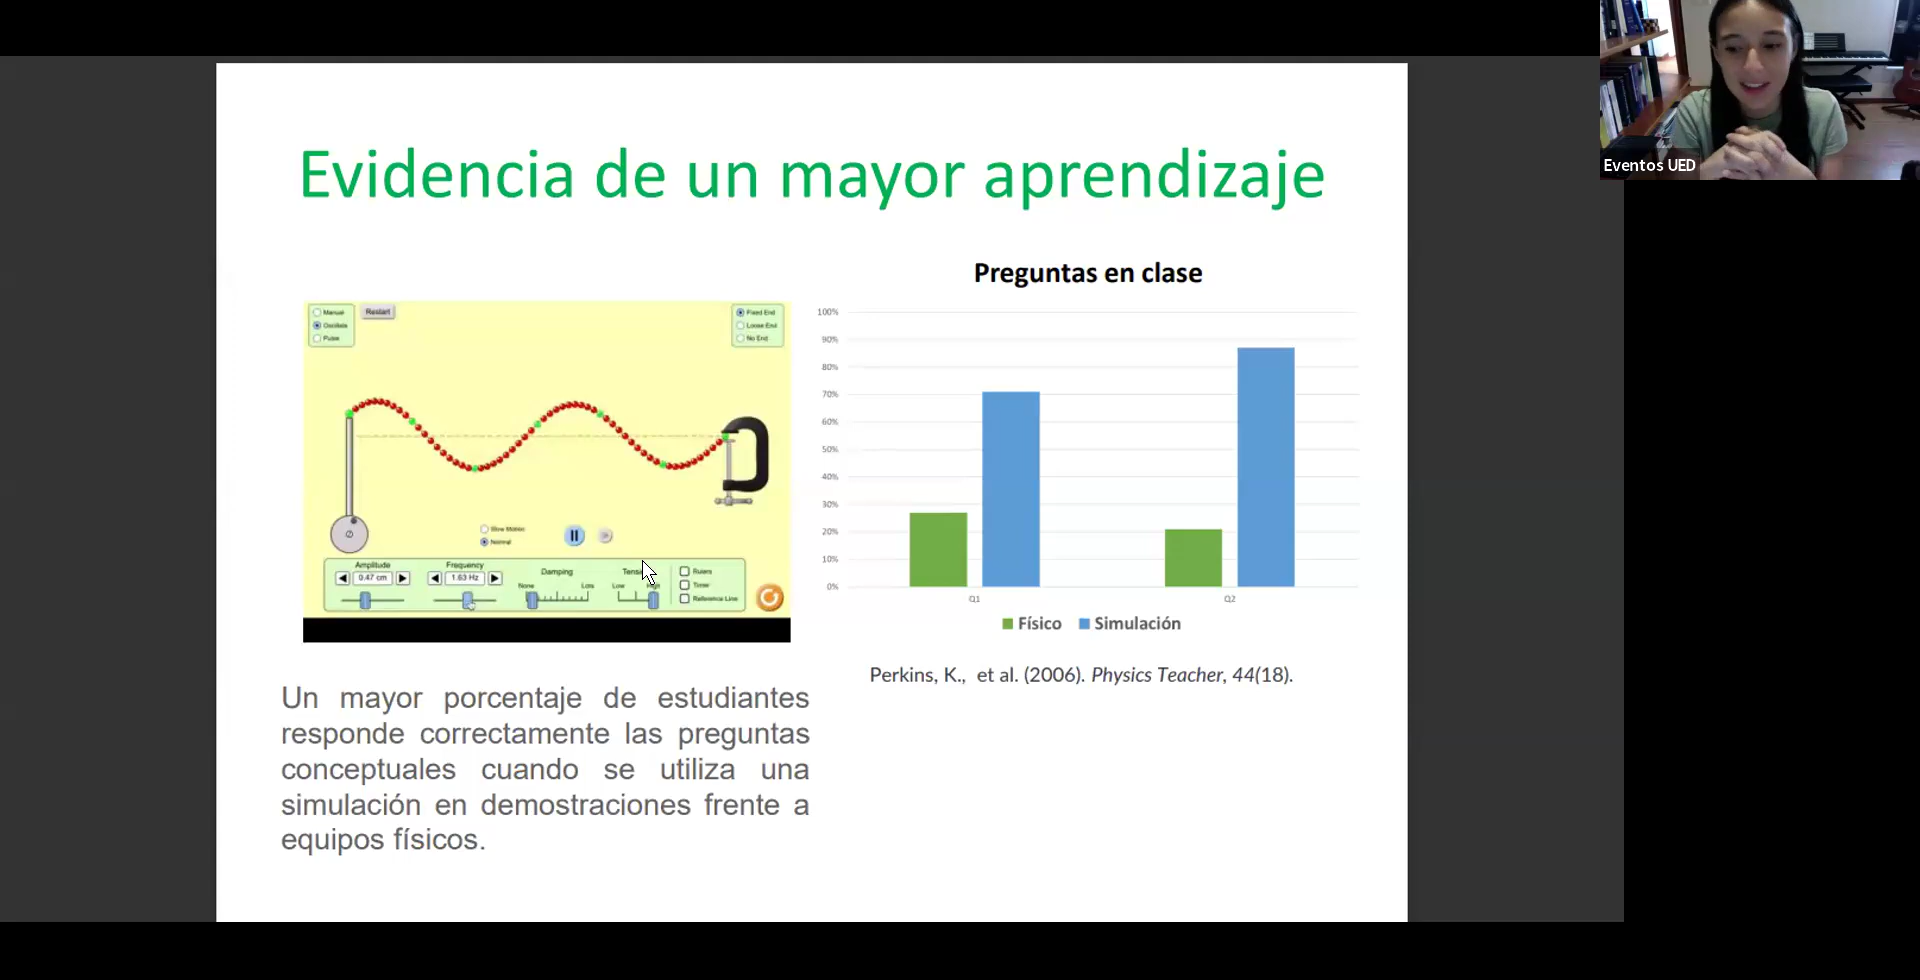 Eventos UED
Evidencia de un mayor aprendizaje
Manual
Oscillate
Pulse
Restart
Fixed End
Loose End
No End
Slow Motion
Normal
Amplitude
0.47 cm
Frequency
1.63 Hz
Damping
None
Lots
Low
High
Rulers
Timer
Reference Line
Preguntas en clase
100%
90%
80%
70%
60%
50%
40%
30%
20%
10%
0%
Q1
Q2
Físico
Simulación
Perkins, K., et al. (2006). Physics Teacher, 44(18).
Un mayor porcentaje de estudiantes
responde correctamente las preguntas
conceptuales cuando se utiliza una
simulación en demostraciones frente a
equipos físicos.